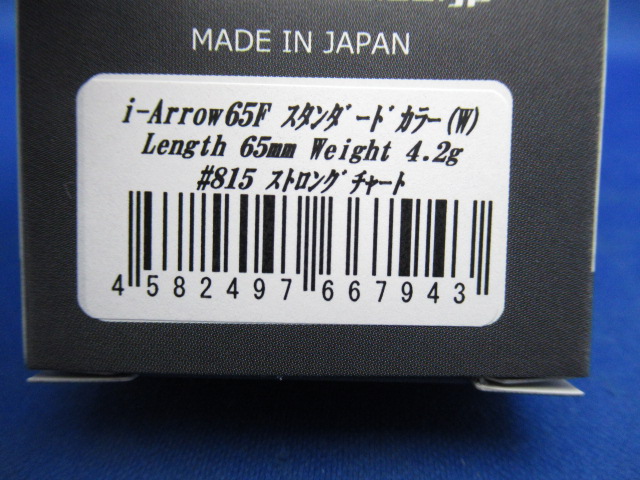 MADE IN JAPAN
i-Arrow65F スタンダードカラー(W)
Length 65mm Weight 4.2g
#815 ストロングチャート
4 582497 667943